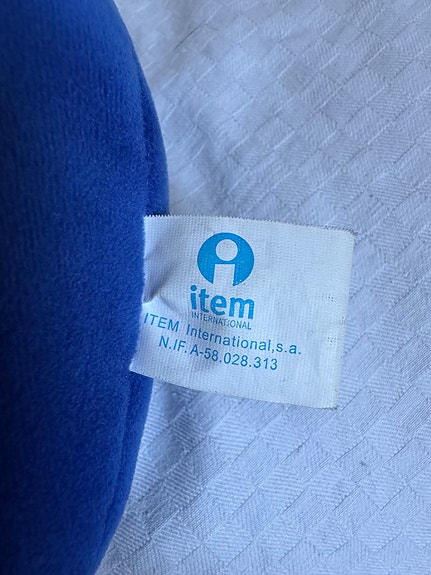 item
INTERNATIONAL
ITEM International,s.a.
N.IF.A-58.028.313